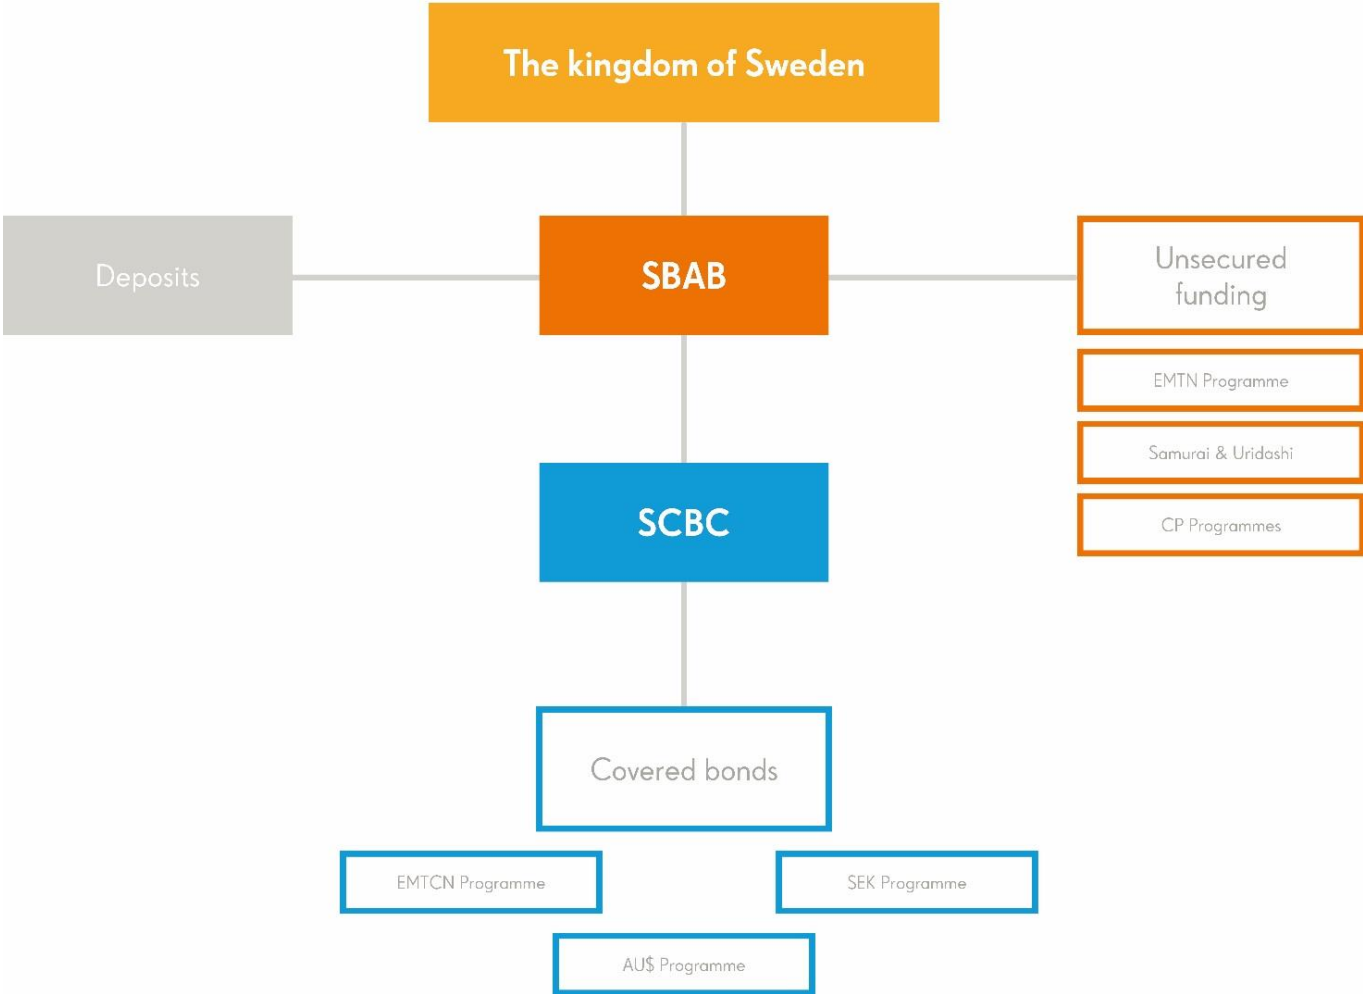 The kingdom of Sweden
Deposits
SBAB
Unsecured
funding
EMTN Programme
Samurai & Uridashi
CP Programmes
SCBC
Covered bonds
EMTCN Programme
SEK Programme
AU$ Programme